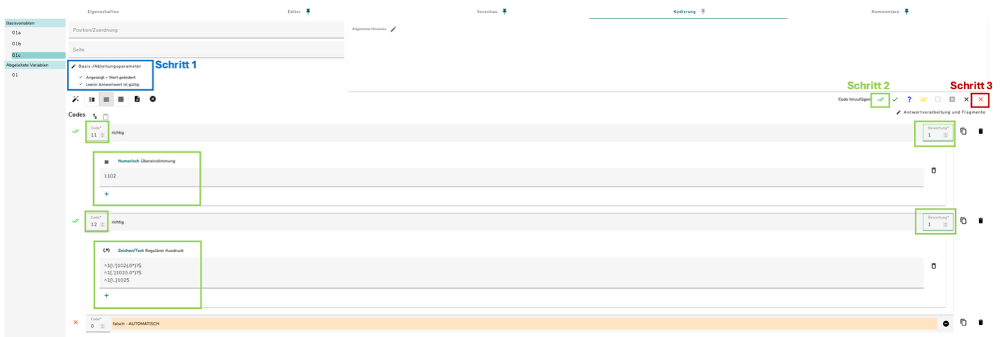 Eigenschaften
Editor
Vorschau
Kodierung
Kommentare
Basisvariablen
01a
01b
01c
Abgeleitete Variablen
01
Position/Zuordnung
Seite
Allgemeine Hinweise
Basis-/Ableitungsparameter
Angezeigt = Wert geändert
Leerer Antwortwert ist gültig
Schritt 1
Schritt 2
Schritt 3
Code hinzufügen
Codes
Antwortverarbeitung und Fragmente
Code*
11
richtig
Bewertung*
1
Numerisch Übereinstimmung
1102
+
Code*
12
richtig
Bewertung*
1
(.*) Zeichen/Text Regulärer Ausdruck
^1[\.']102(,0*)?$
^1[,']102(\.0*)?$
^1[\.,]102$
+
Code*
0
falsch - AUTOMATISCH